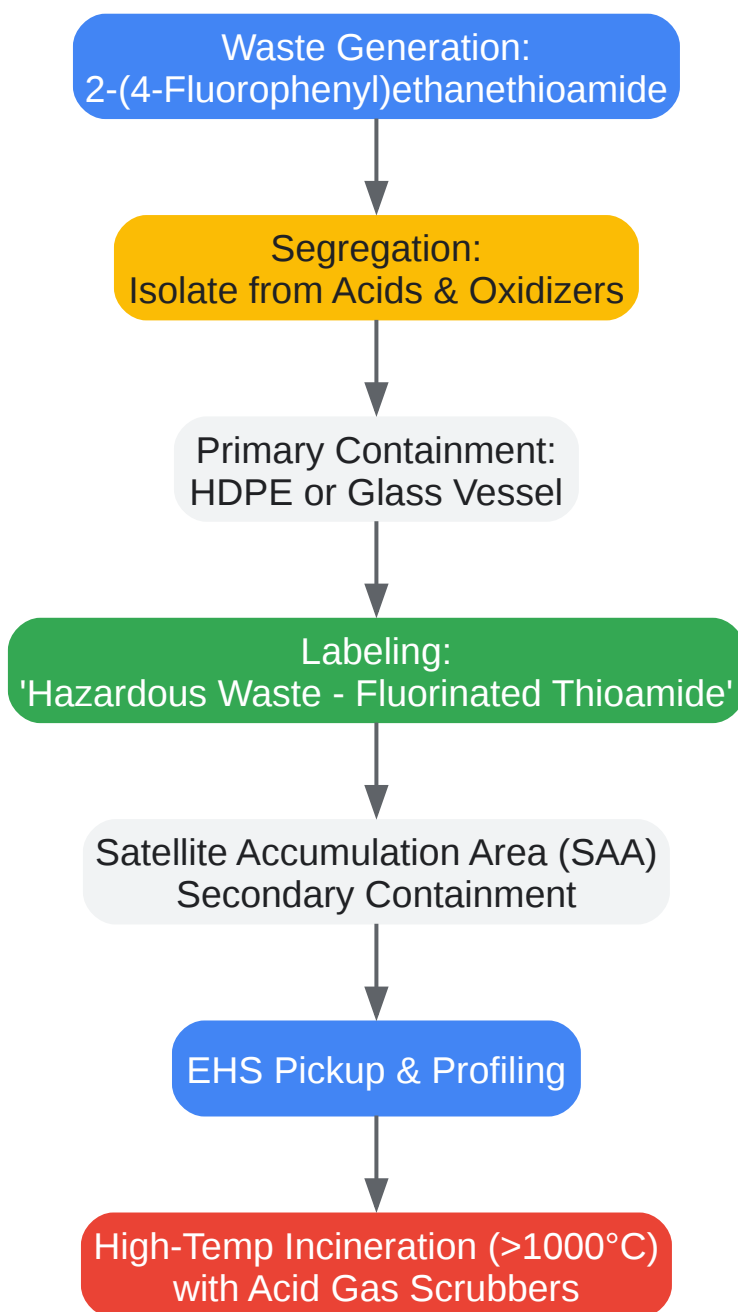 Waste Generation:
2-(4-Fluorophenyl)ethanethioamide
Segregation:
Isolate from Acids & Oxidizers
Primary Containment:
HDPE or Glass Vessel
Labeling:
'Hazardous Waste - Fluorinated Thioamide'
Satellite Accumulation Area (SAA)
Secondary Containment
EHS Pickup & Profiling
High-Temp Incineration (>1000°C)
with Acid Gas Scrubbers